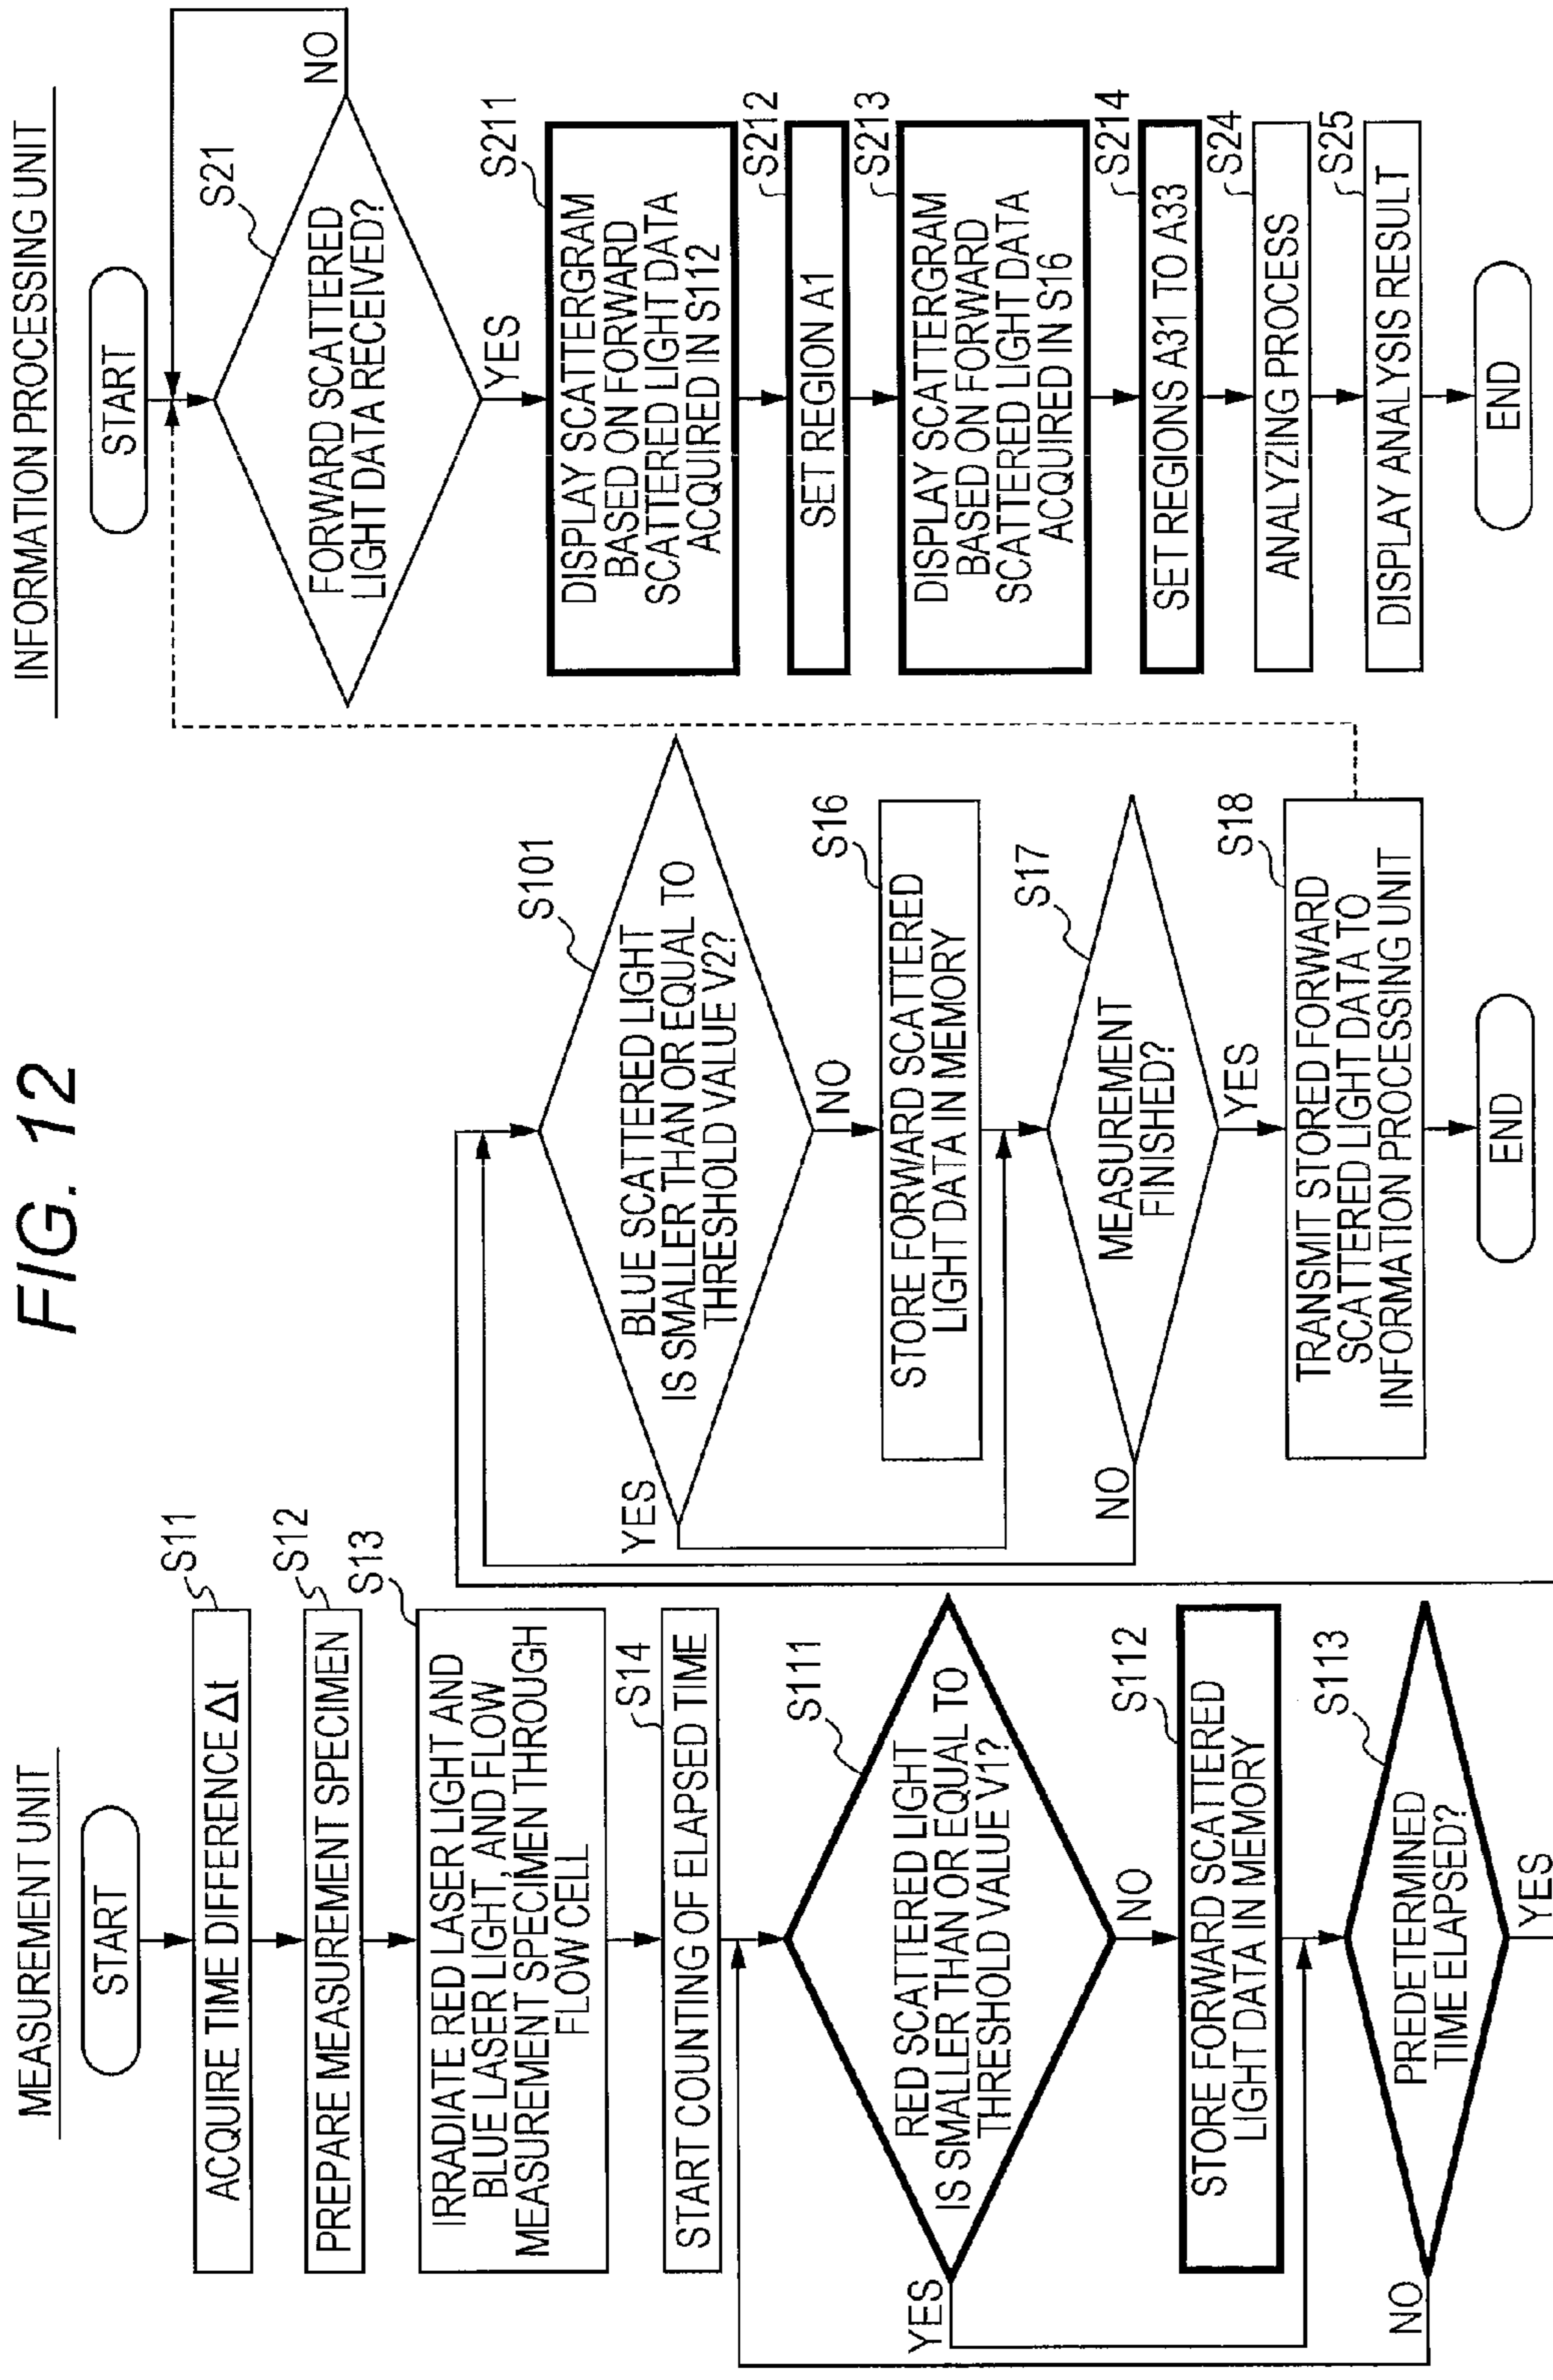 FIG. 12
MEASUREMENT UNIT
START
S11
ACQUIRE TIME DIFFERENCE Δt
S12
PREPARE MEASUREMENT SPECIMEN
S13
IRRADIATE RED LASER LIGHT AND
BLUE LASER LIGHT, AND FLOW
MEASUREMENT SPECIMEN THROUGH
FLOW CELL
S14
START COUNTING OF ELAPSED TIME
S111
RED SCATTERED LIGHT
IS SMALLER THAN OR EQUAL TO
THRESHOLD VALUE V1?
YES
NO
S112
STORE FORWARD SCATTERED
LIGHT DATA IN MEMORY
S113
PREDETERMINED
TIME ELAPSED?
NO
YES
S101
BLUE SCATTERED LIGHT
IS SMALLER THAN OR EQUAL TO
THRESHOLD VALUE V2?
YES
NO
S16
STORE FORWARD SCATTERED
LIGHT DATA IN MEMORY
S17
MEASUREMENT
FINISHED?
NO
YES
S18
TRANSMIT STORED FORWARD
SCATTERED LIGHT DATA TO
INFORMATION PROCESSING UNIT
END
INFORMATION PROCESSING UNIT
START
S21
FORWARD SCATTERED
LIGHT DATA RECEIVED?
NO
YES
S211
DISPLAY SCATTERGRAM
BASED ON FORWARD
SCATTERED LIGHT DATA
ACQUIRED IN S112
S212
SET REGION A1
S213
DISPLAY SCATTERGRAM
BASED ON FORWARD
SCATTERED LIGHT DATA
ACQUIRED IN S16
S214
SET REGIONS A31 TO A33
S24
ANALYZING PROCESS
S25
DISPLAY ANALYSIS RESULT
END